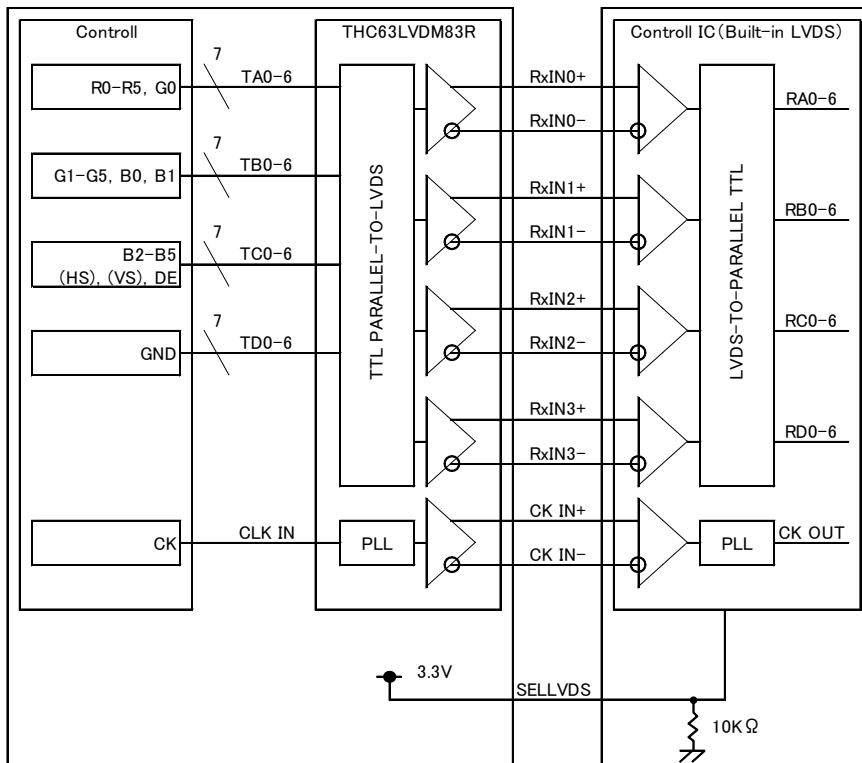 Controll
THC63LVDM83R
Controll IC(Built-in LVDS)
R0-R5, G0
7
TA0-6
RxIN0+
RxIN0-
RA0-6
G1-G5, B0, B1
7
TB0-6
RxIN1+
RxIN1-
RB0-6
B2-B5
(HS), (VS), DE
7
TC0-6
RxIN2+
RxIN2-
RC0-6
GND
7
TD0-6
RxIN3+
RxIN3-
RD0-6
TTL PARALLEL-TO-LVDS
LVDS-TO-PARALLEL TTL
CK
CLK IN
PLL
CK IN+
CK IN-
PLL
CK OUT
3.3V
SELLVDS
10KΩ